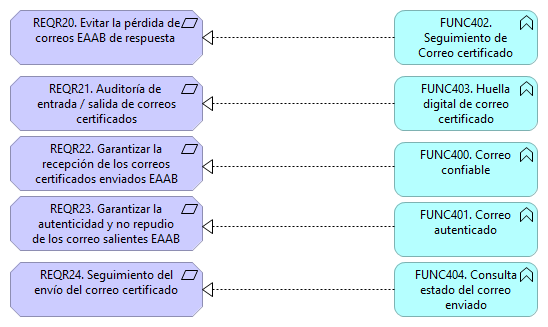 REQR20. Evitar la pérdida de
correos EAAB de respuesta
FUNC402.
Seguimiento de
Correo certificado
REQR21. Auditoría de
entrada / salida de correos
certificados
FUNC403. Huella
digital de correo
certificado
REQR22. Garantizar la
recepción de los correos
certificados enviados EAAB
FUNC400. Correo
confiable
REQR23. Garantizar la
autenticidad y no repudio
de los correo salientes EAAB
FUNC401. Correo
autenticado
REQR24. Seguimiento del
envío del correo certificado
FUNC404. Consulta
estado del correo
enviado